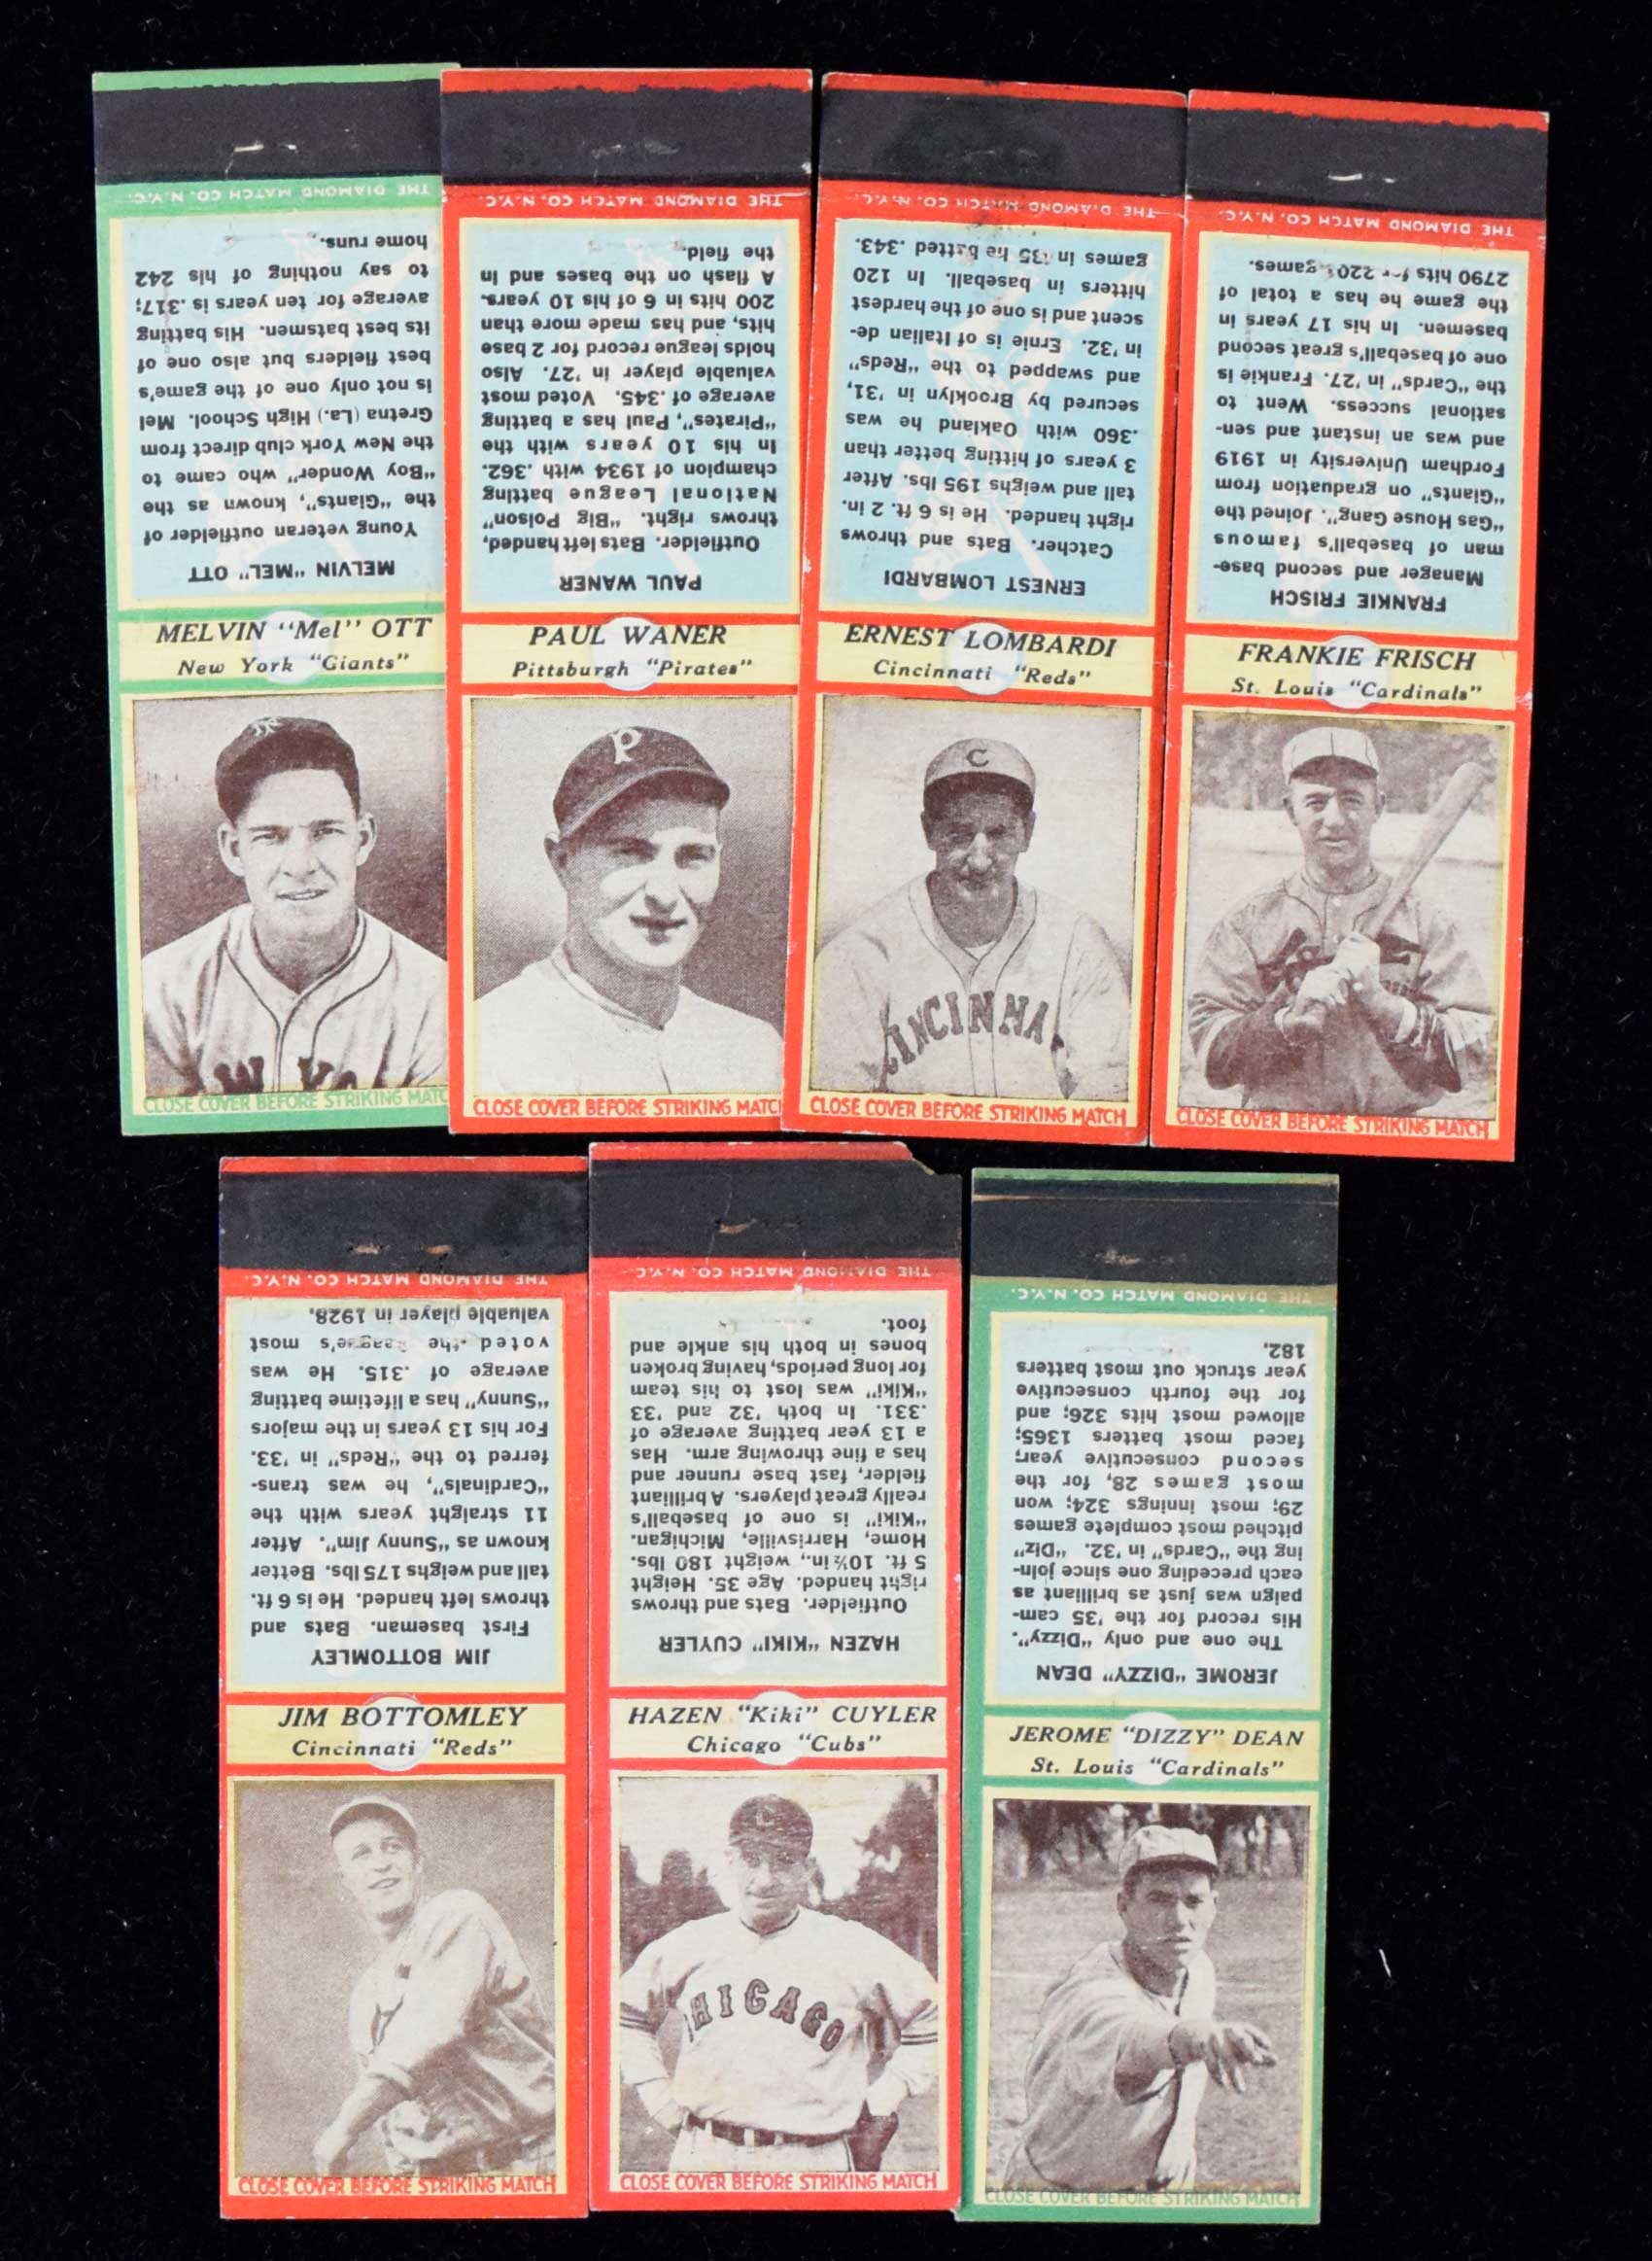 THE DIAMOND MATCH CO. N.Y.C.
MELVIN "MEL" OTT
Young veteran outfielder of
the "Giants", known as the
"Boy Wonder" who came to
the New York club direct from
Gretna (La.) High School. Mel
is not only one of the game's
best fielders but also one of
its best batsmen. His batting
average for ten years is .317;
to say nothing of his 242
home runs.
MELVIN "Mel" OTT
New York "Giants"
CLOSE COVER BEFORE STRIKING MATC
THE DIAMOND MATCH CO. N.Y.C.
PAUL WANER
Outfielder. Bats left handed,
throws right. "Big Poison"
National League batting
champion of 1934 with .362.
In his 10 years with the
"Pirates", Paul has a batting
average of .345. Voted most
valuable player in '27. Also
holds league record for 2 base
hits, and has made more than
200 hits in 6 of his 10 years.
A flash on the bases and in
the field.
PAUL WANER
Pittsburgh "Pirates"
P
CLOSE COVER BEFORE STRIKING MATC
THE DIAMOND MATCH CO. N.Y.C.
ERNEST LOMBARDI
Catcher. Bats and throws
right handed. He is 6 ft. 2 in.
tall and weighs 195 lbs. After
3 years of hitting better than
.360 with Oakland he was
secured by Brooklyn in '31,
and swapped to the "Reds"
in '32. Ernie is of Italian de-
scent and is one of the hardest
hitters in baseball. In 120
games in '35 he batted .343.
ERNEST LOMBARDI
Cincinnati "Reds"
C
CINCINNA
CLOSE COVER BEFORE STRIKING MATCH
THE DIAMOND MATCH CO. N.Y.C.
FRANKIE FRISCH
Manager and second base-
man of baseball's famous
"Gas House Gang". Joined the
"Giants" on graduation from
Fordham University in 1919
and was an instant and sen-
sational success. Went to
the "Cards" in '27. Frankie is
one of baseball's great second
basemen. In his 17 years in
the game he has a total of
2790 hits games.
FRANKIE FRISCH
St. Louis "Cardinals"
CLOSE COVER BEFORE STRIKING MATCH
THE DIAMOND MATCH CO. N.Y.C.
JIM BOTTOMLEY
First baseman. Bats and
throws left handed. He is 6 ft.
tall and weighs 175 lbs. Better
known as "Sunny Jim". After
11 straight years with the
"Cardinals", he was trans-
ferred to the "Reds" in '33.
For his 13 years in the majors
"Sunny" has a lifetime batting
average of .315. He was
voted the league's most
valuable player in 1928.
JIM BOTTOMLEY
Cincinnati "Reds"
CLOSE COVER BEFORE STRIKING MATCH
THE DIAMOND MATCH CO. N.Y.C.
HAZEN "KIKI" CUYLER
Outfielder. Bats and throws
right handed. Age 35. Height
5 ft. 10½ in., weight 180 lbs.
Home, Harrisville, Michigan.
"Kiki" is one of baseball's
really great players. A brilliant
fielder, fast base runner and
has a fine throwing arm. Has
a 13 year batting average of
.331. In both '32 and '33
"Kiki" was lost to his team
for long periods, having broken
bones in both his ankle and
foot.
HAZEN "Kiki" CUYLER
Chicago "Cubs"
CHICAGO
CLOSE COVER BEFORE STRIKING MATCH
THE DIAMOND MATCH CO. N.Y.C.
JEROME "DIZZY" DEAN
The one and only "Dizzy".
His record for the '35 cam-
paign was just as brilliant as
each preceding one since join-
ing the "Cards" in '32. "Diz"
pitched most complete games
29; most innings 324; won
most games 28, for the
second consecutive year;
faced most batters 1365;
allowed most hits 326; and
for the fourth consecutive
year struck out most batters
182.
JEROME "DIZZY" DEAN
St. Louis "Cardinals"
CLOSE COVER BEFORE STRIKING MATCH